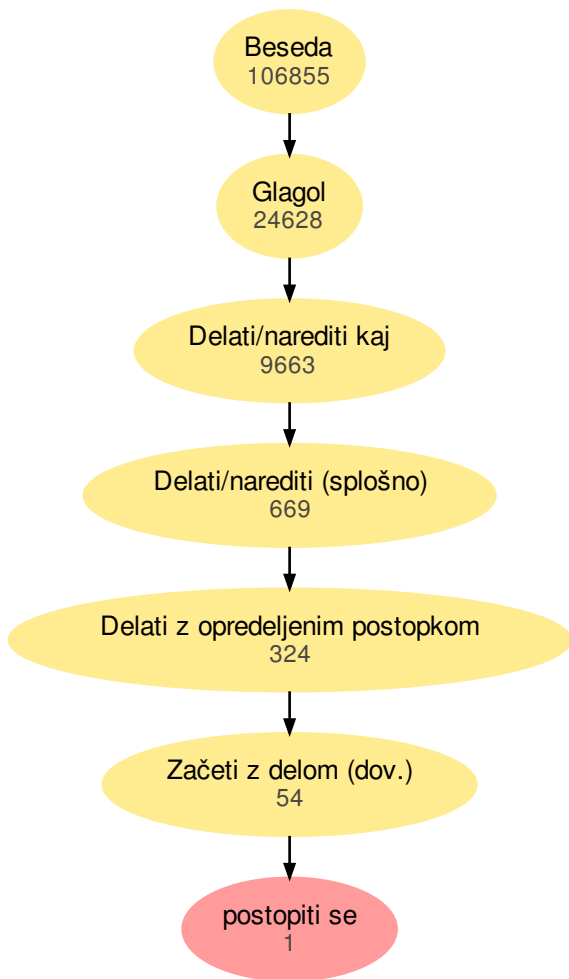 Beseda
106855
Glagol
24628
Delati/narediti kaj
9663
Delati/narediti (splošno)
669
Delati z opredeljenim postopkom
324
Začeti z delom (dov.)
54
postopiti se
1